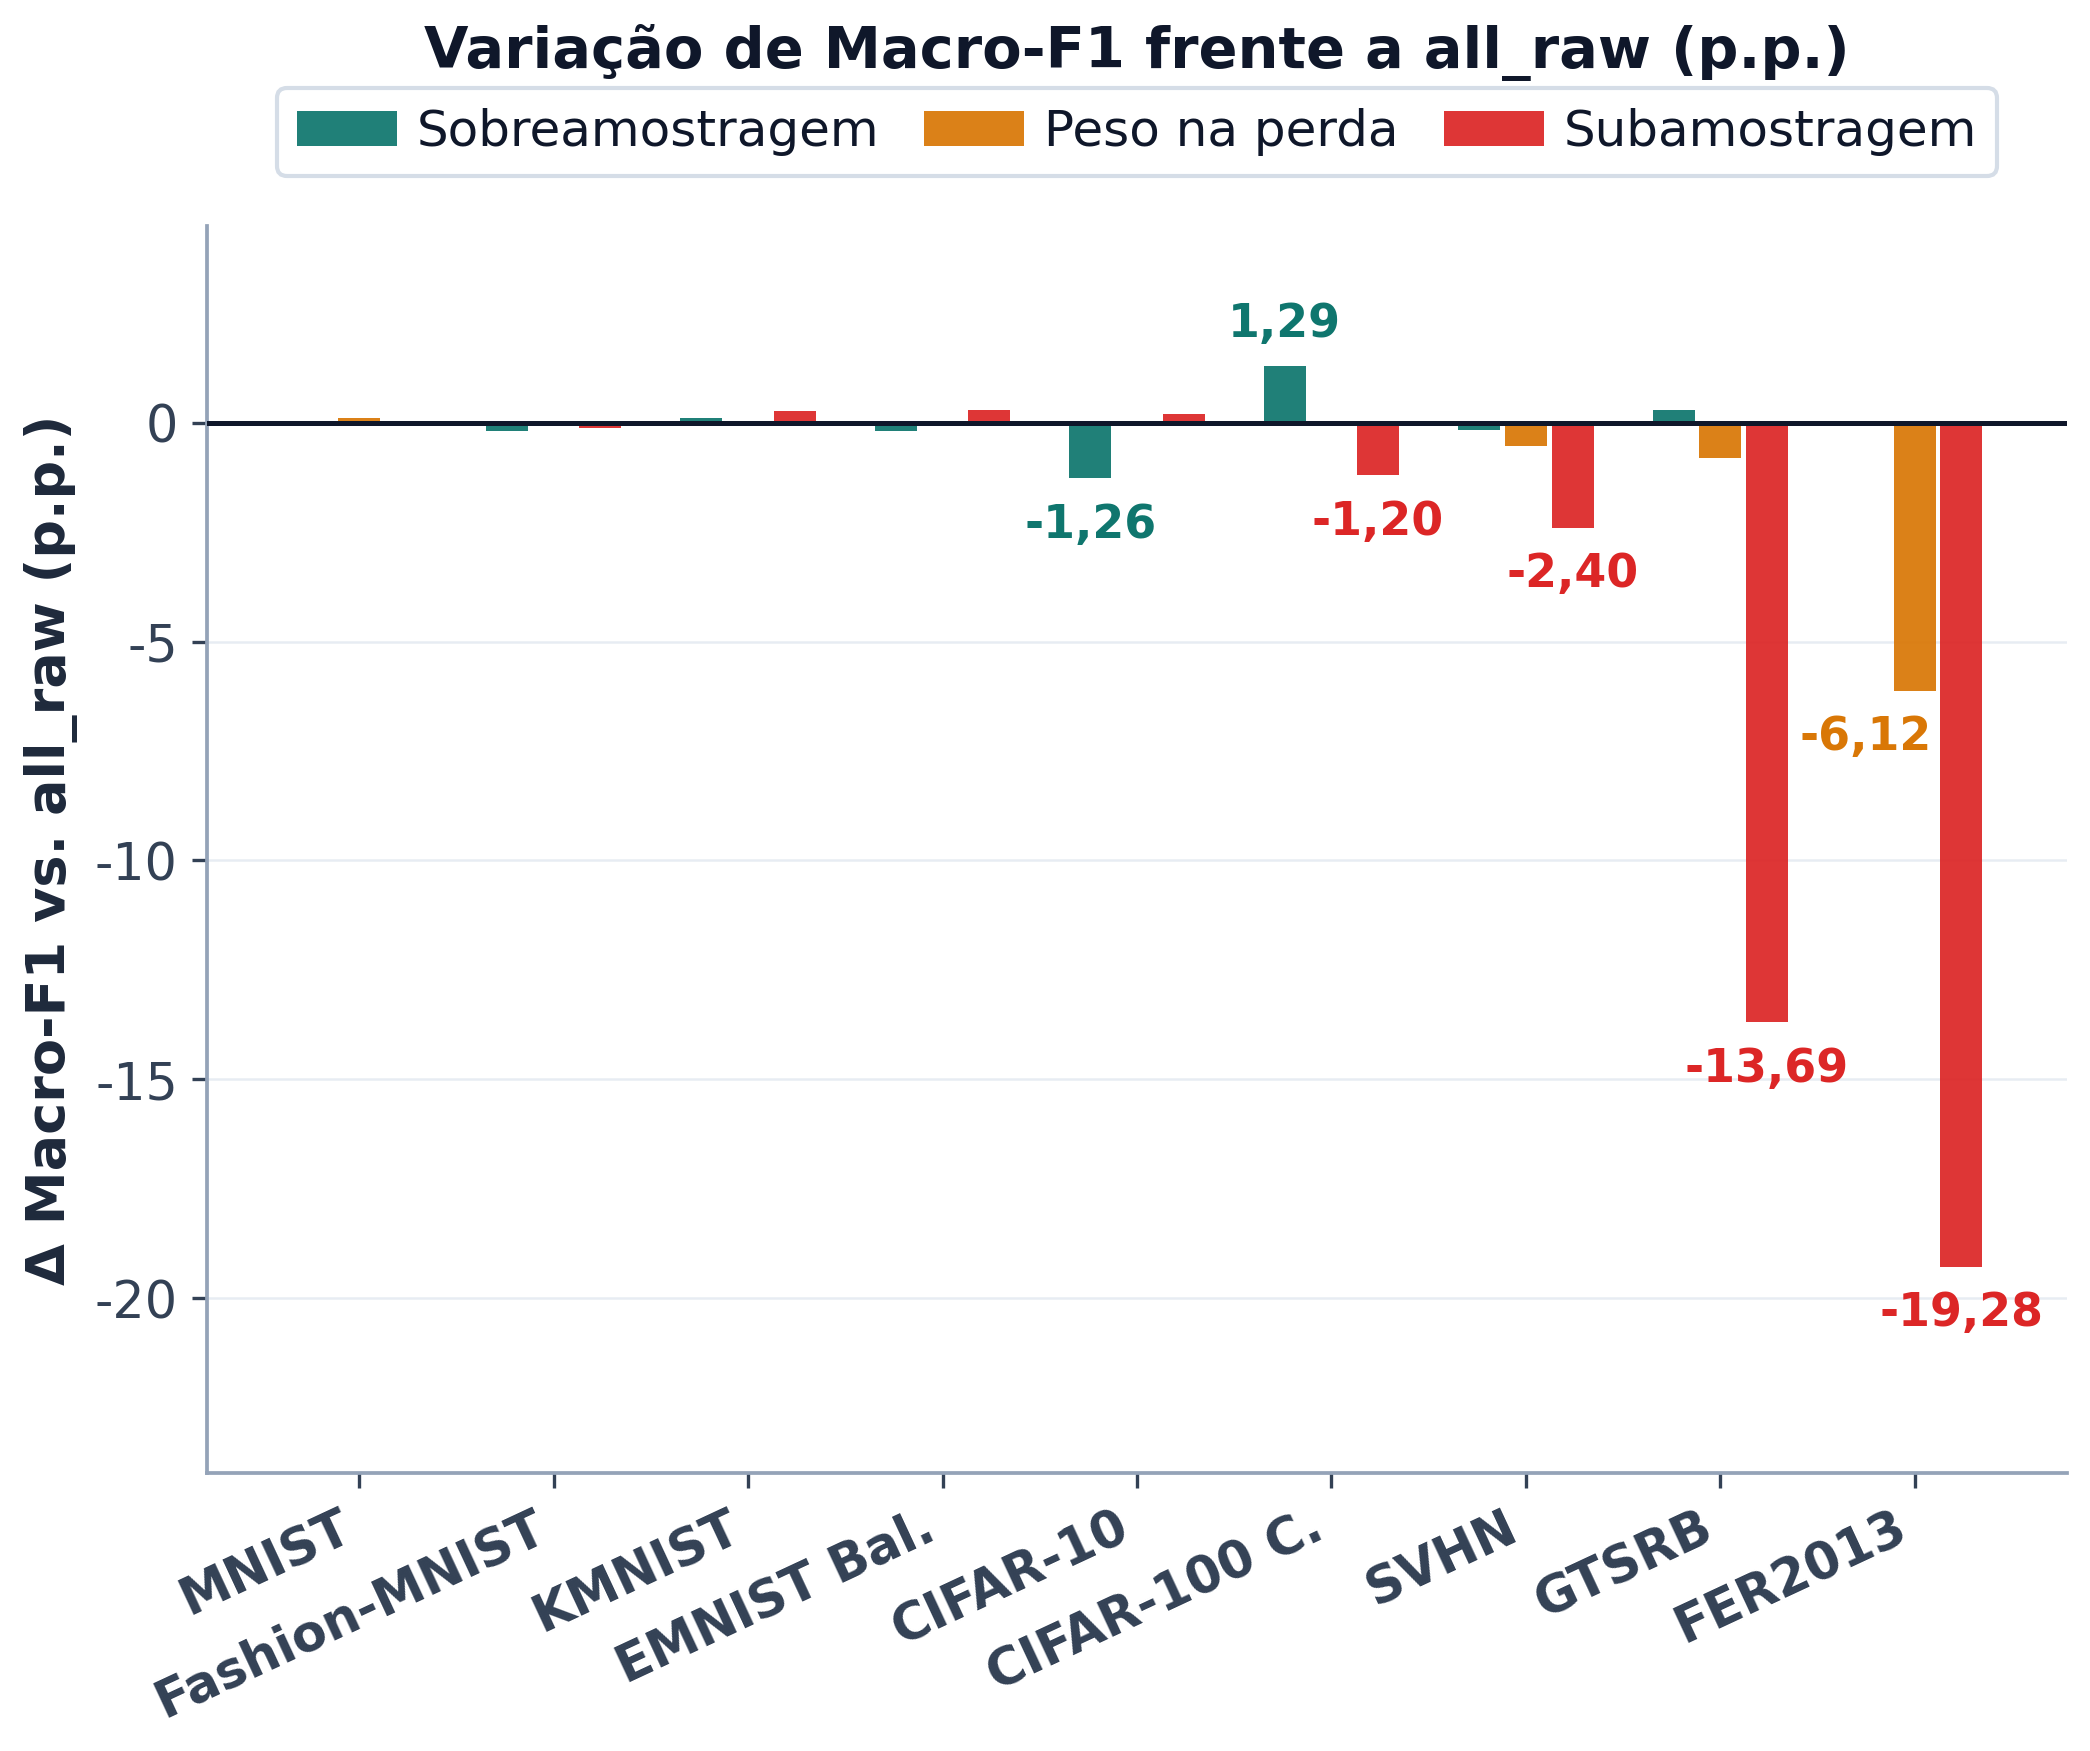 Variação de Macro-F1 frente a all_raw (p.p.)
Sobreamostragem
Peso na perda
Subamostragem
Δ Macro-F1 vs. all_raw (p.p.)
0
-5
-10
-15
-20
1,29
-1,26
-1,20
-2,40
-6,12
-13,69
-19,28
MNIST
Fashion-MNIST
KMNIST
EMNIST Bal.
CIFAR-10
CIFAR-100 C.
SVHN
GTSRB
FER2013